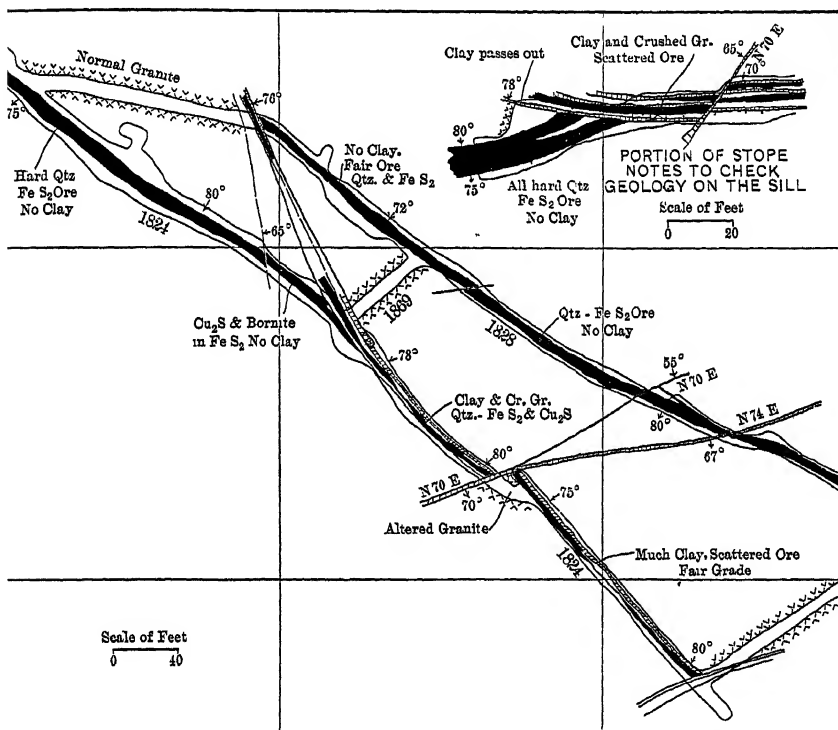 Normal Granite
75°
76°
Hard Qtz
Fe S₂Ore
No Clay
1824
80°
65°
No Clay.
Fair Ore
Qtz. & Fe S₂
72°
Cu₂S & Bornite
in Fe S₂ No Clay
1869
1828
Qtz - Fe S₂Ore
No Clay
78°
Clay & Cr. Gr.
Qtz.- Fe S₂ & Cu₂S
55°
N 70 E
80°
N 74 E
67°
80°
N 70 E
70°
75°
Altered Granite
1824
Much Clay, Scattered Ore
Fair Grade
80°
Scale of Feet
0 40
Clay passes out
Clay and Crushed Gr.
Scattered Ore
65°
N 70 E
70°
78°
80°
75°
All hard Qtz
Fe S₂ Ore
No Clay
PORTION OF STOPE
NOTES TO CHECK
GEOLOGY ON THE SILL
Scale of Feet
0 20